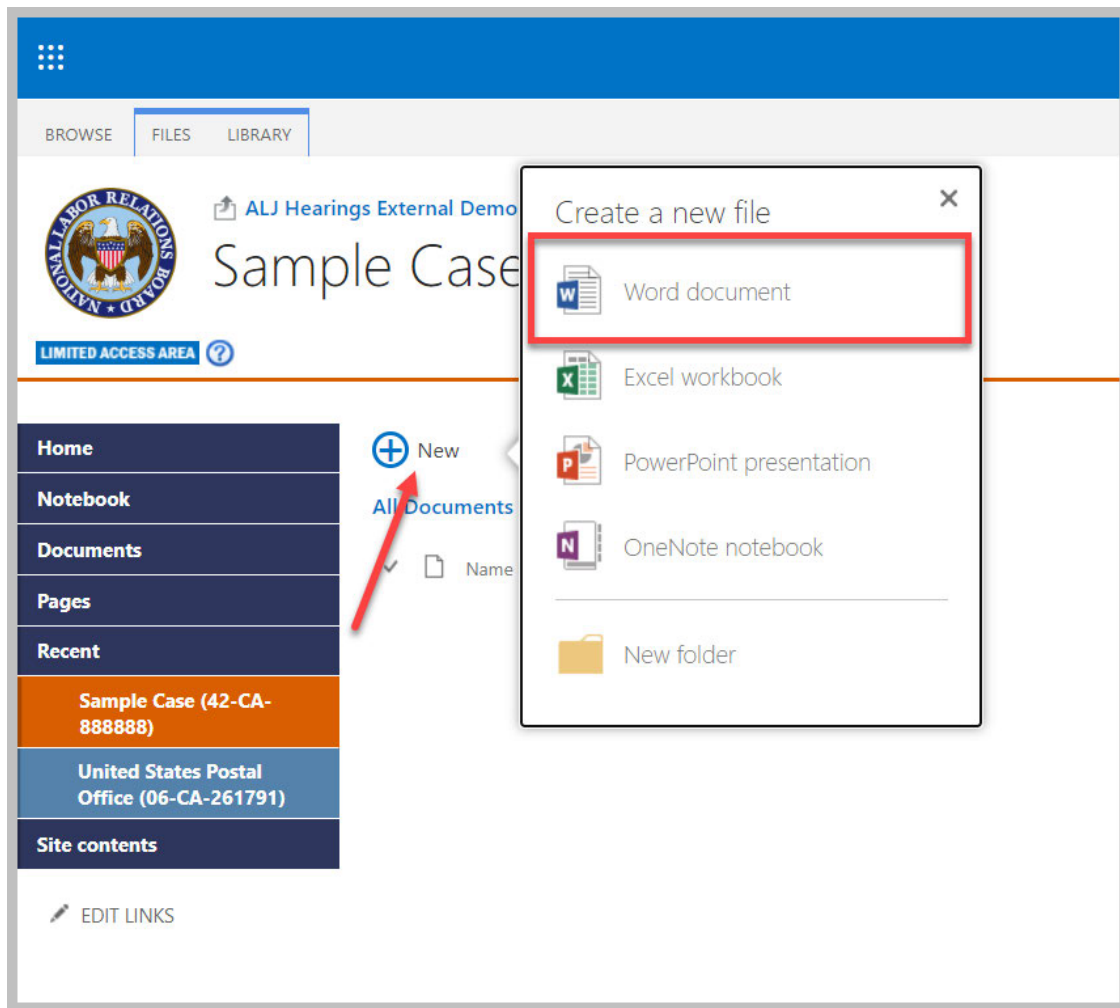 BROWSE FILES LIBRARY
NATIONAL LABOR RELATIONS BOARD
ALJ Hearings External Demo
Sample Case
LIMITED ACCESS AREA ?
Create a new file
Word document
Excel workbook
PowerPoint presentation
OneNote notebook
New folder
Home
Notebook
Documents
Pages
Recent
Sample Case (42-CA-
888888)
United States Postal
Office (06-CA-261791)
Site contents
EDIT LINKS
New
All Documents
Name